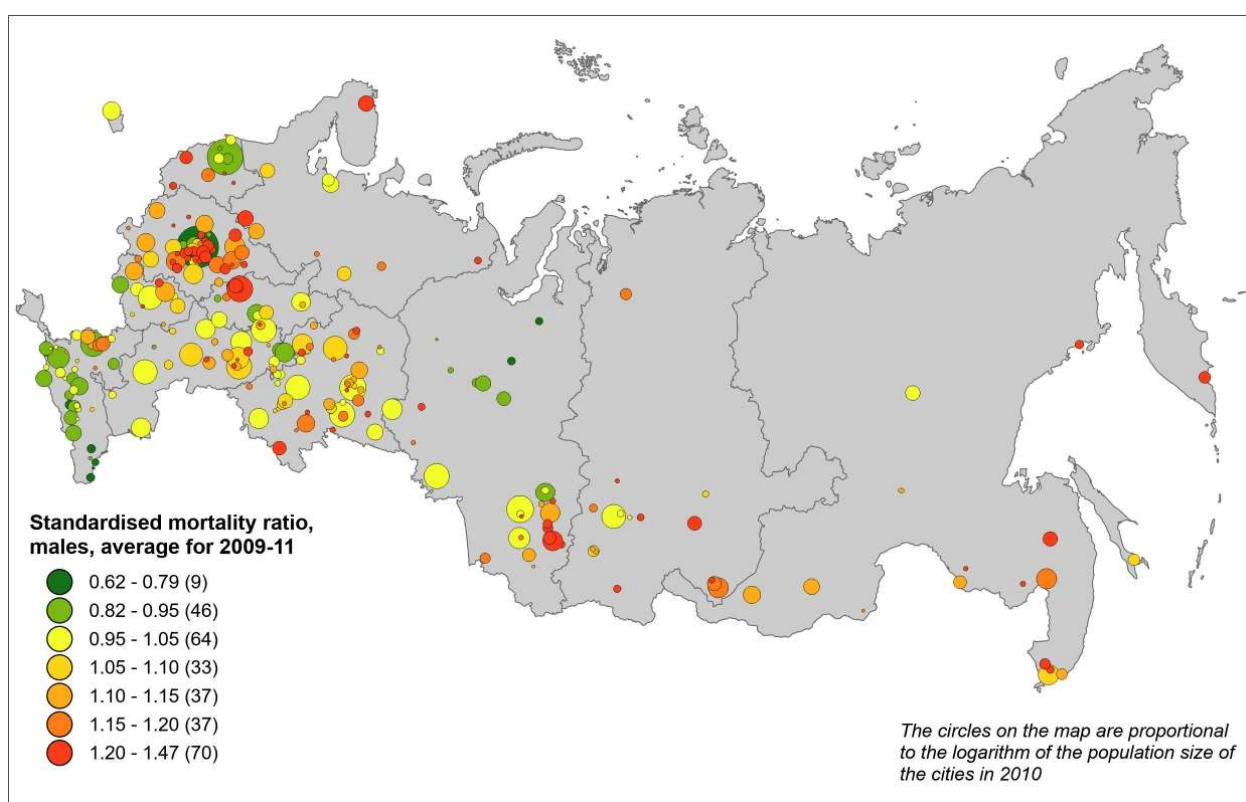 Standardised mortality ratio,
males, average for 2009-11
0.62 - 0.79 (9)
0.82 - 0.95 (46)
0.95 - 1.05 (64)
1.05 - 1.10 (33)
1.10 - 1.15 (37)
1.15 - 1.20 (37)
1.20 - 1.47 (70)
The circles on the map are proportional
to the logarithm of the population size of
the cities in 2010